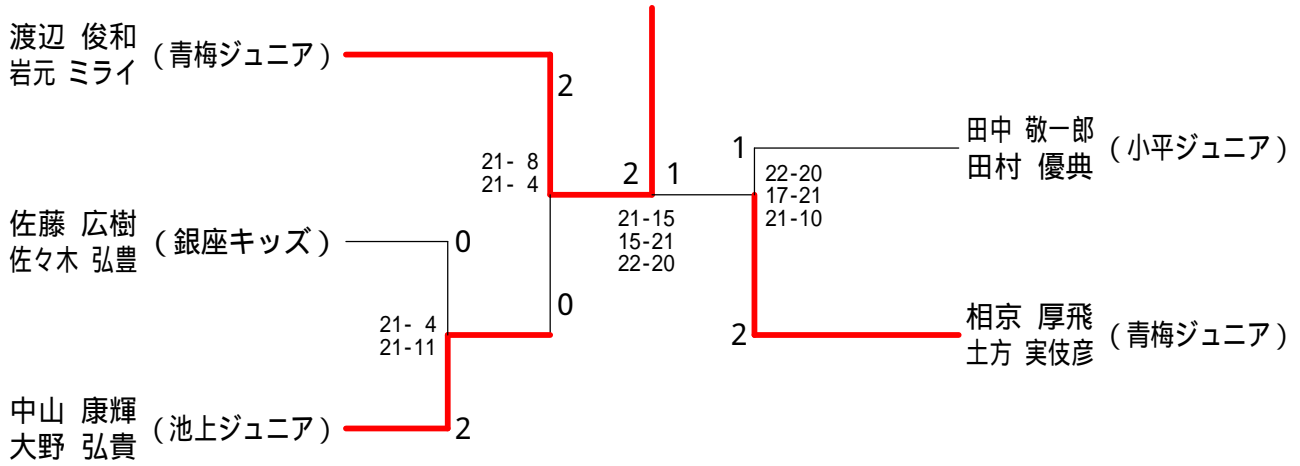 渡辺 俊和
岩元 ミライ
(青梅ジュニア)
2
21- 8
21- 4
佐藤 広樹
佐々木 弘豊
(銀座キッズ)
0
21- 4
21-11
0
中山 康輝
大野 弘貴
(池上ジュニア)
2
2 1
21-15
15-21
22-20
1
22-20
17-21
21-10
田中 敬一郎
田村 優典
(小平ジュニア)
2
相京 厚飛
土方 実伎彦
(青梅ジュニア)